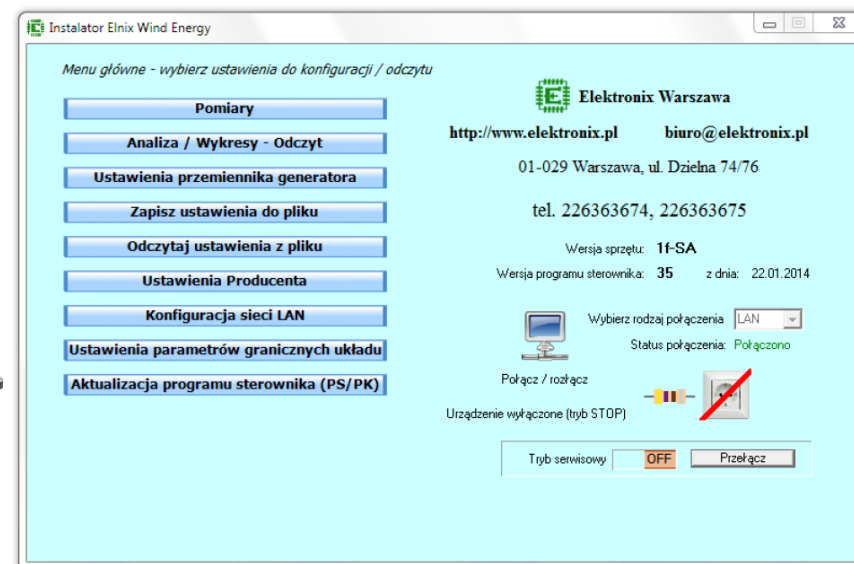 Instalator Elnix Wind Energy
Menu główne - wybierz ustawienia do konfiguracji / odczytu
Pomiary
Analiza / Wykresy - Odczyt
Ustawienia przemiennika generatora
Zapisz ustawienia do pliku
Odczytaj ustawienia z pliku
Ustawienia Producenta
Konfiguracja sieci LAN
Ustawienia parametrów granicznych układu
Aktualizacja programu sterownika (PS/PK)
Elektronix Warszawa
http://www.elektronix.pl biuro@elektronix.pl
01-029 Warszawa, ul. Dzielna 74/76
tel. 226363674, 226363675
Wersja sprzętu: 1f-SA
Wersja programu sterownika: 35 z dnia: 22.01.2014
Wybierz rodzaj połączenia LAN
Status połączenia: Połączono
Połącz / rozłącz
Urządzenie wyłączone (tryb STOP)
Tryb serwisowy OFF Przełącz